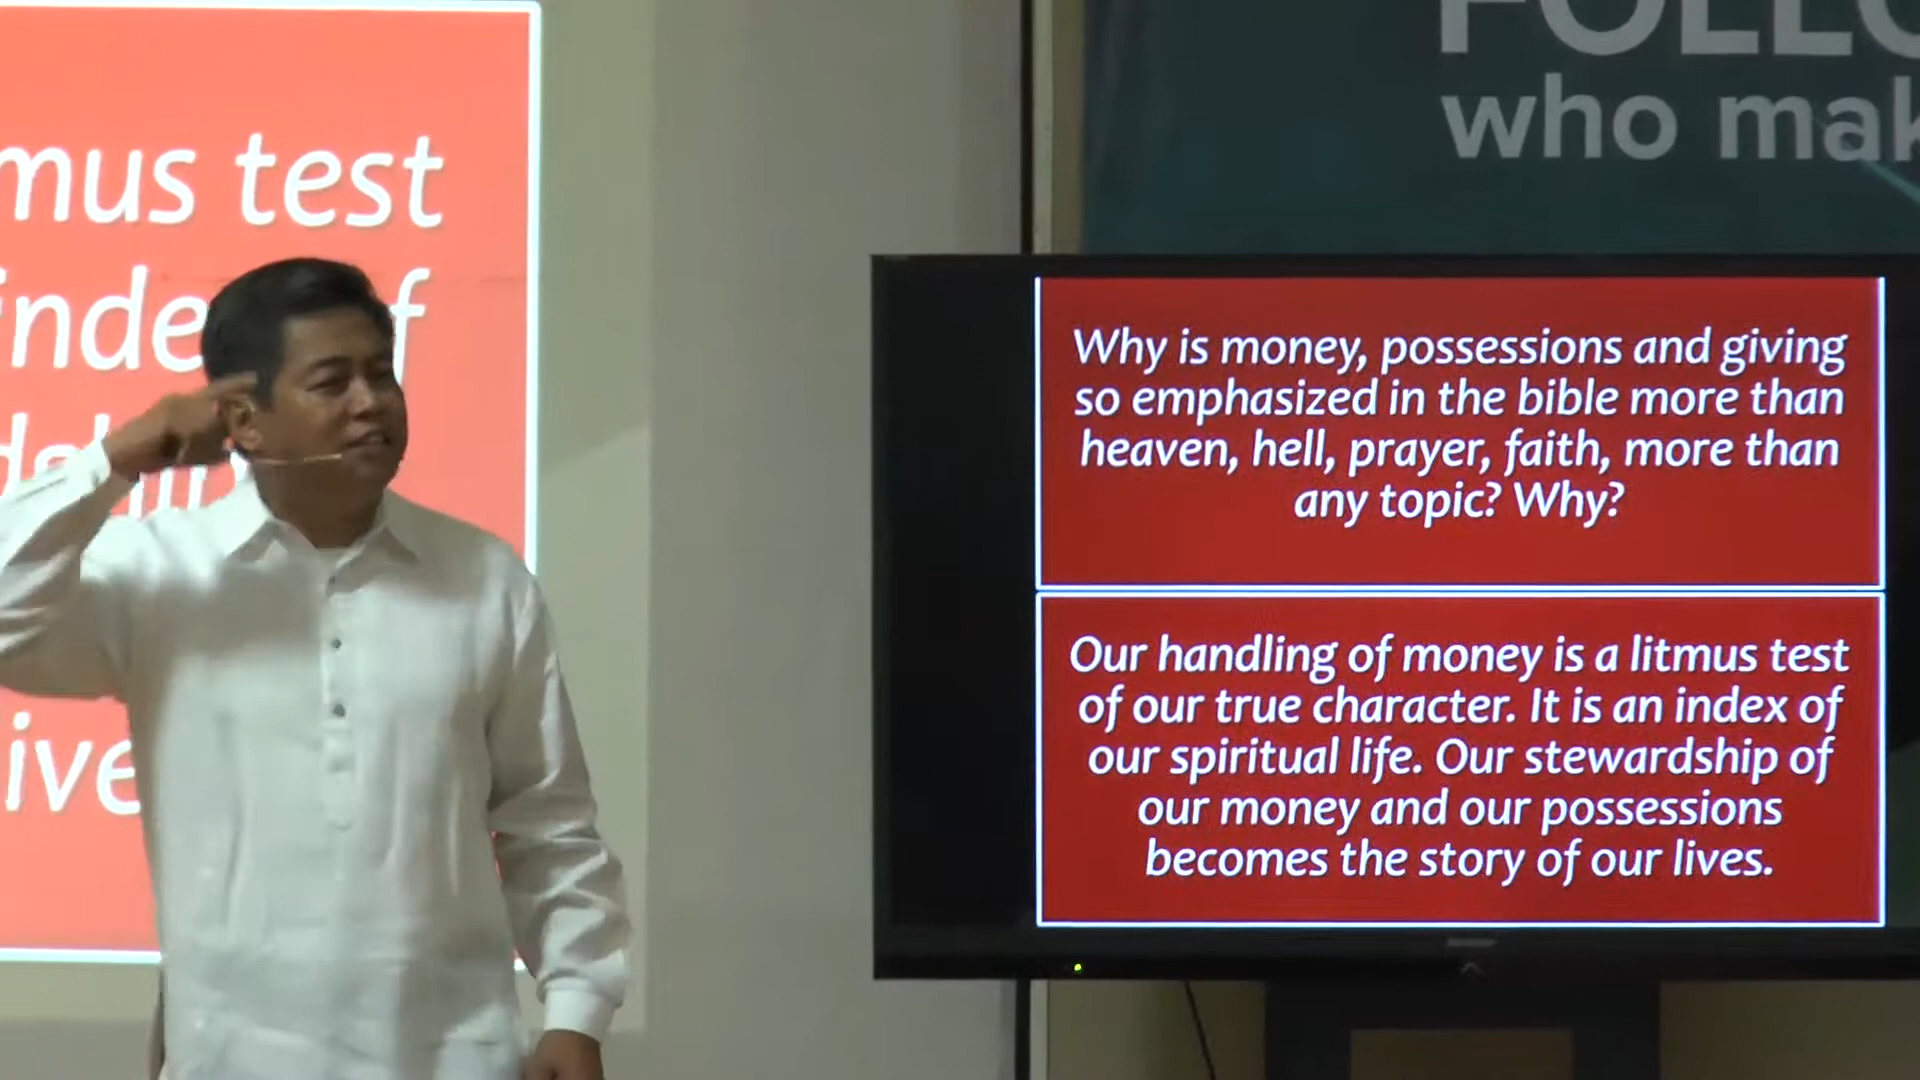 mus test
f
ive
FOLLO
who mak
Why is money, possessions and giving
so emphasized in the bible more than
heaven, hell, prayer, faith, more than
any topic? Why?
Our handling of money is a litmus test
of our true character. It is an index of
our spiritual life. Our stewardship of
our money and our possessions
becomes the story of our lives.